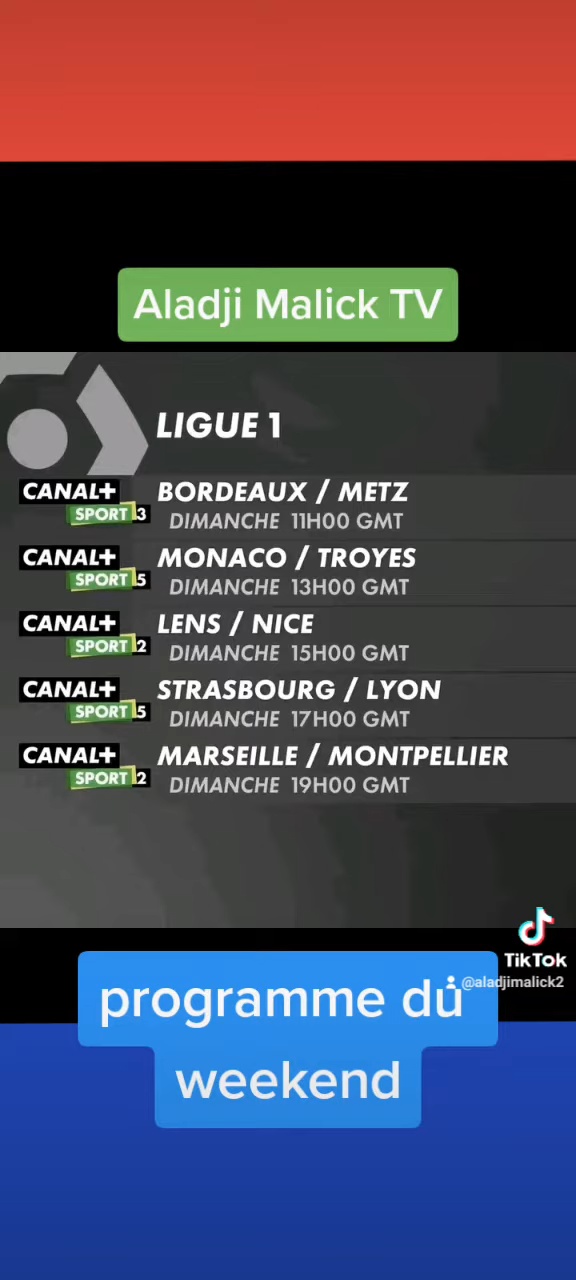 Aladji Malick TV
LIGUE 1
CANAL+ SPORT 3
BORDEAUX / METZ
DIMANCHE 11H00 GMT
CANAL+ SPORT 5
MONACO / TROYES
DIMANCHE 13H00 GMT
CANAL+ SPORT 2
LENS / NICE
DIMANCHE 15H00 GMT
CANAL+ SPORT 5
STRASBOURG / LYON
DIMANCHE 17H00 GMT
CANAL+ SPORT 2
MARSEILLE / MONTPELLIER
DIMANCHE 19H00 GMT
TikTok
@aladjimalick2
programme du
weekend